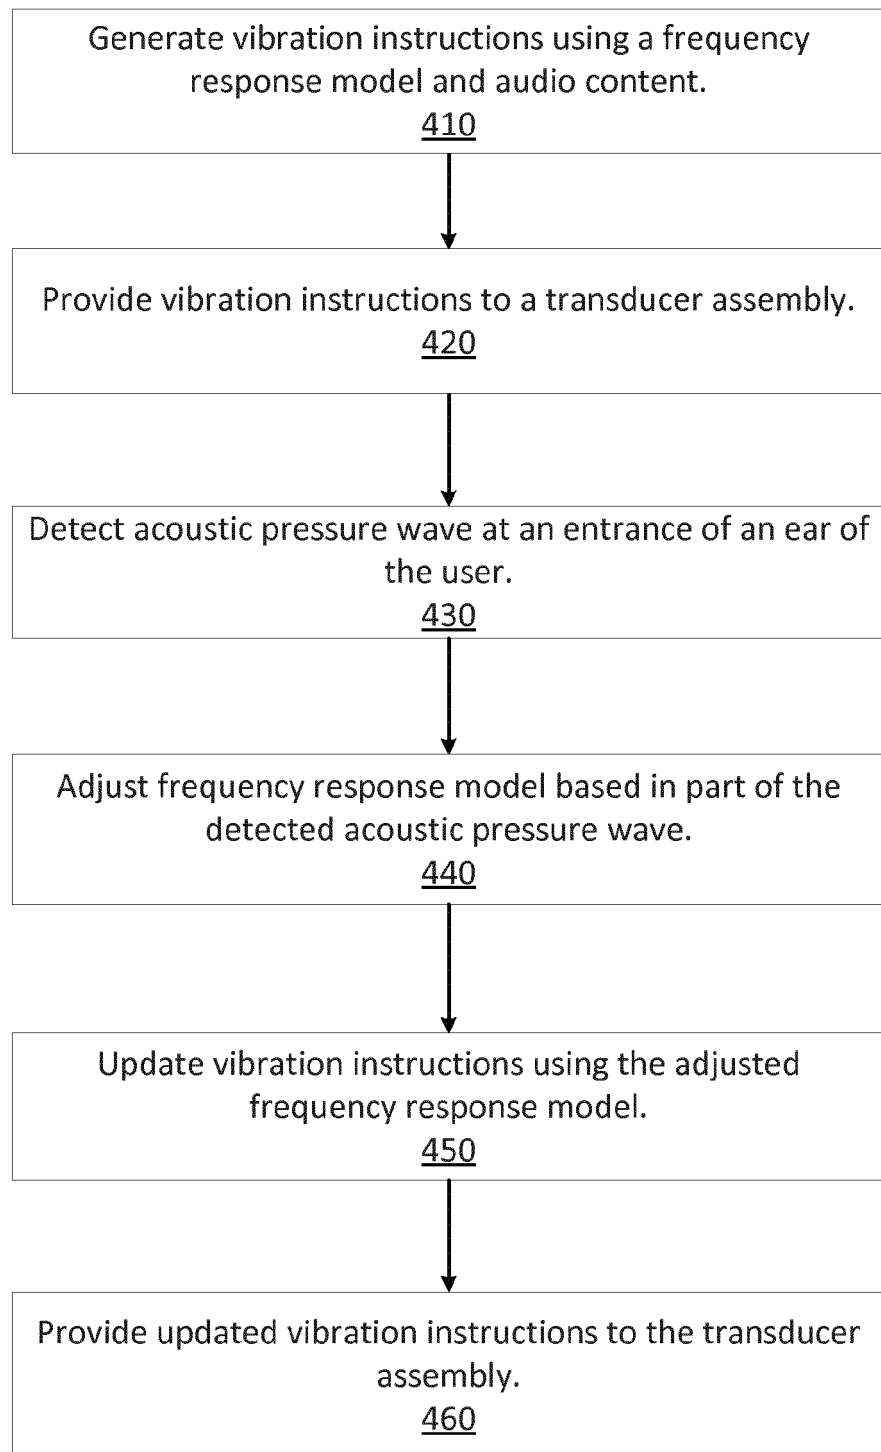 Generate vibration instructions using a frequency
response model and audio content.
410
Provide vibration instructions to a transducer assembly.
420
Detect acoustic pressure wave at an entrance of an ear of
the user.
430
Adjust frequency response model based in part of the
detected acoustic pressure wave.
440
Update vibration instructions using the adjusted
frequency response model.
450
Provide updated vibration instructions to the transducer
assembly.
460